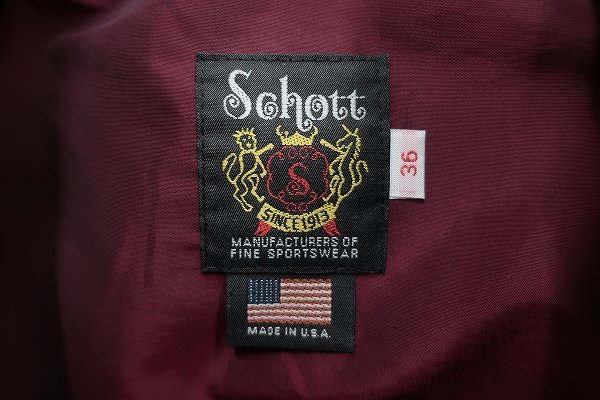 Schott
36
S
SINCE 1913
MANUFACTURERS OF
FINE SPORTSWEAR
MADE IN U.S.A.